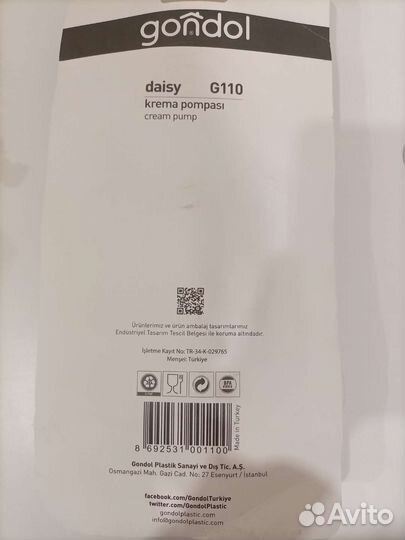 gondol
daisy G110
krema pompası
cream pump
Ürünlerimiz ve ürün ambalaj tasarımlarımız
Endüstriyel Tasarım Tescil Belgesi ile koruma altındadır.
İşletme Kayıt No: TR-34-K-029765
Menşei: Türkiye
BPA
Made in Turkey
8 692531 001100
Gondol Plastik Sanayi ve Dış Tic. A.Ş.
Osmangazi Mah. Gazi Cad. No: 27 Esenyurt / İstanbul
facebook.com/GondolTurkiye
twitter.com/GondolPlastic
gondolplastic.com
info@gondolplastic.com
Avito